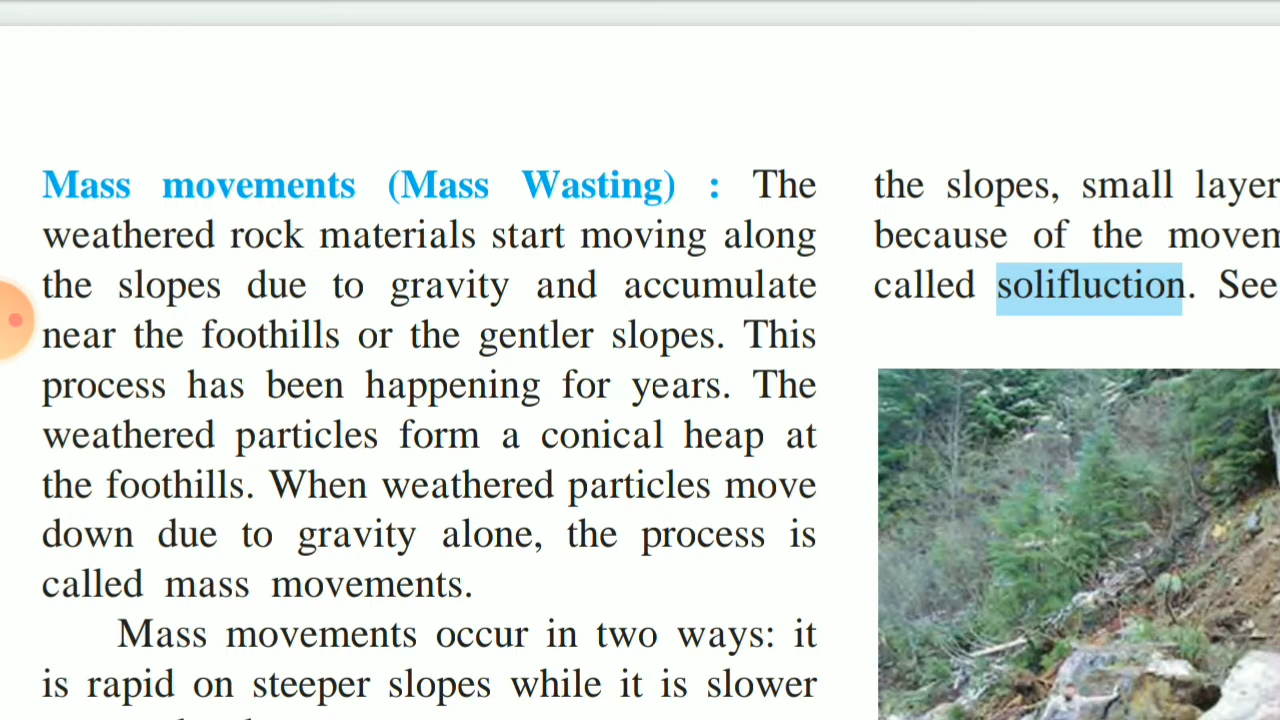 Mass movements (Mass Wasting) : The
weathered rock materials start moving along
the slopes due to gravity and accumulate
near the foothills or the gentler slopes. This
process has been happening for years. The
weathered particles form a conical heap at
the foothills. When weathered particles move
down due to gravity alone, the process is
called mass movements.
Mass movements occur in two ways: it
is rapid on steeper slopes while it is slower
the slopes, small layer
because of the movem
called solifluction. See